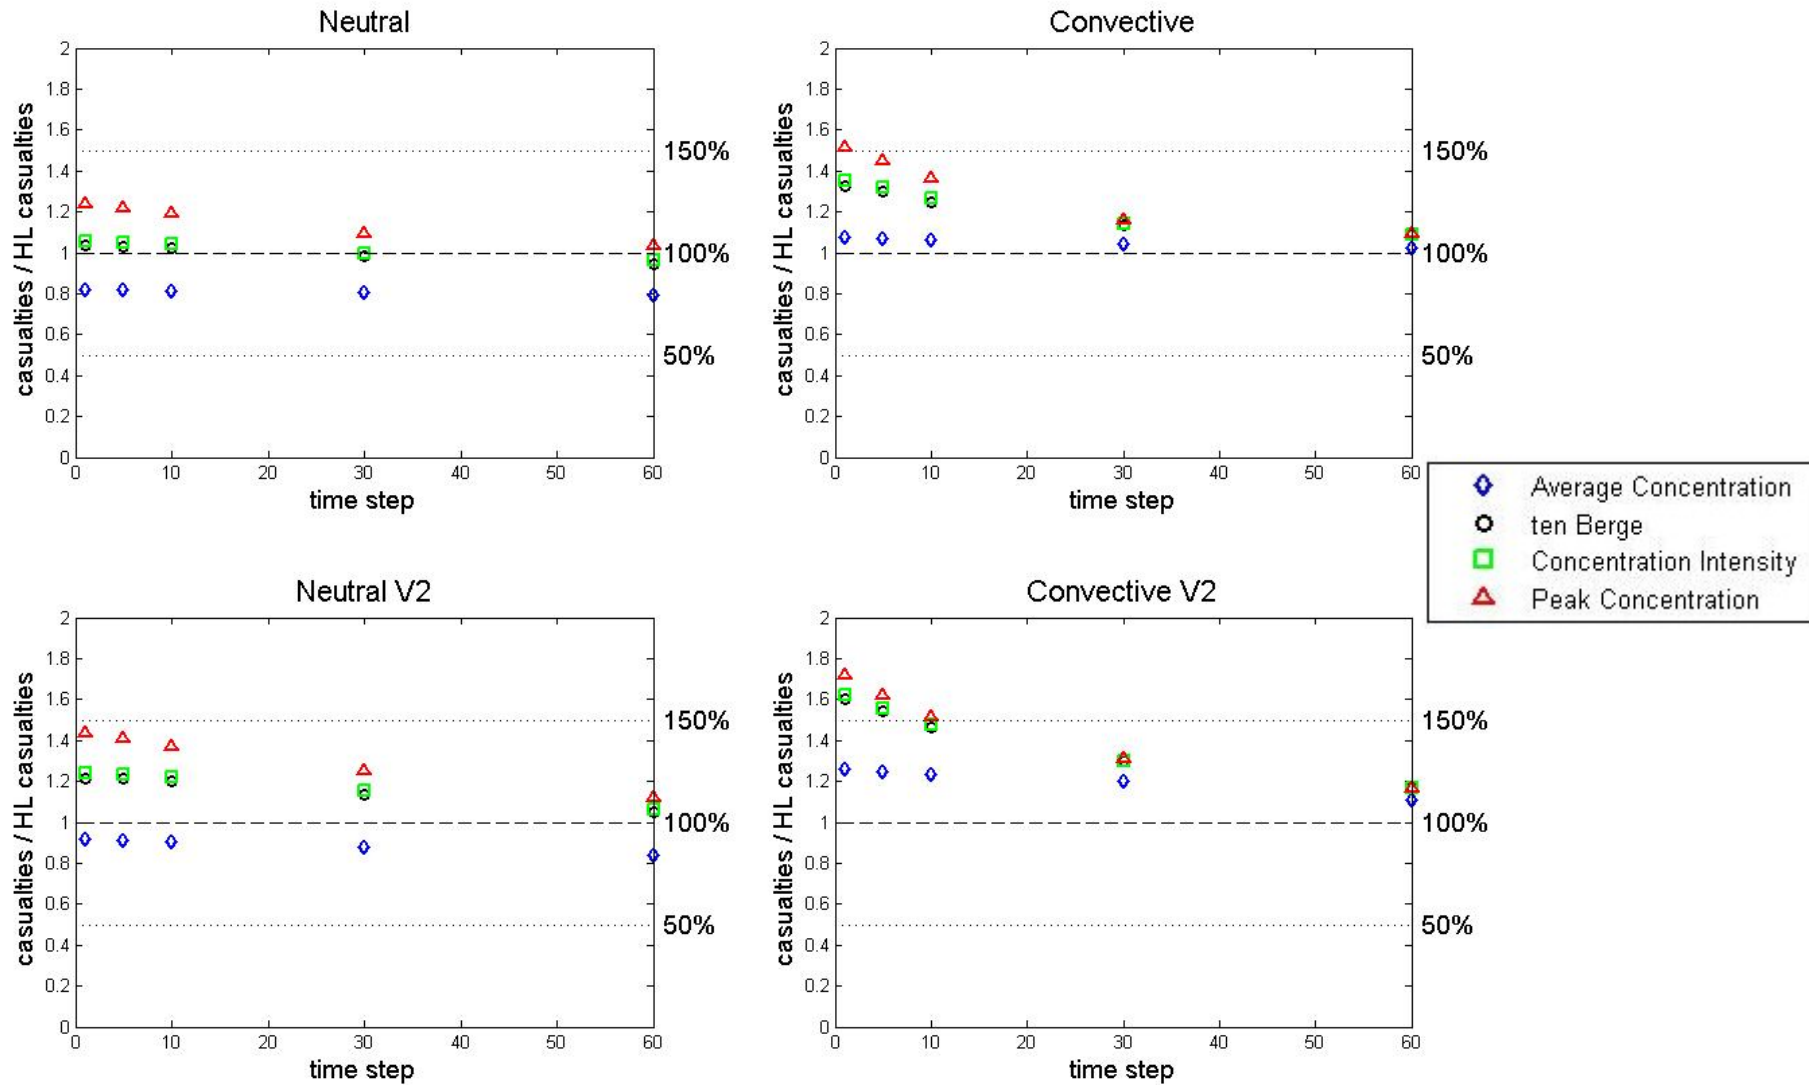 Neutral
2
1.8
1.6
1.4
1.2
1
0.8
0.6
0.4
0.2
0
casualties / HL casualties
150%
100%
50%
0 10 20 30 40 50 60
time step
Convective
2
1.8
1.6
1.4
1.2
1
0.8
0.6
0.4
0.2
0
casualties / HL casualties
150%
100%
50%
0 10 20 30 40 50 60
time step
Average Concentration
ten Berge
Concentration Intensity
Peak Concentration
Neutral V2
2
1.8
1.6
1.4
1.2
1
0.8
0.6
0.4
0.2
0
casualties / HL casualties
150%
100%
50%
0 10 20 30 40 50 60
time step
Convective V2
2
1.8
1.6
1.4
1.2
1
0.8
0.6
0.4
0.2
0
casualties / HL casualties
150%
100%
50%
0 10 20 30 40 50 60
time step